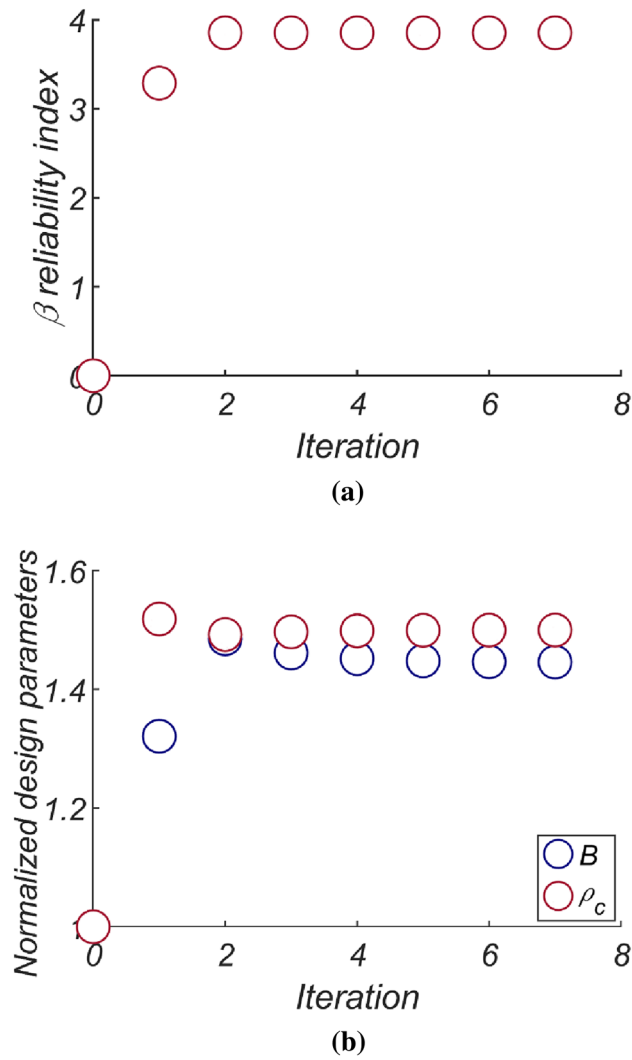 4
3
2
1
0
β reliability index
0 2 4 6 8
Iteration
(a)
1.6
1.4
1.2
1
Normalized design parameters
B
ρc
0 2 4 6 8
Iteration
(b)